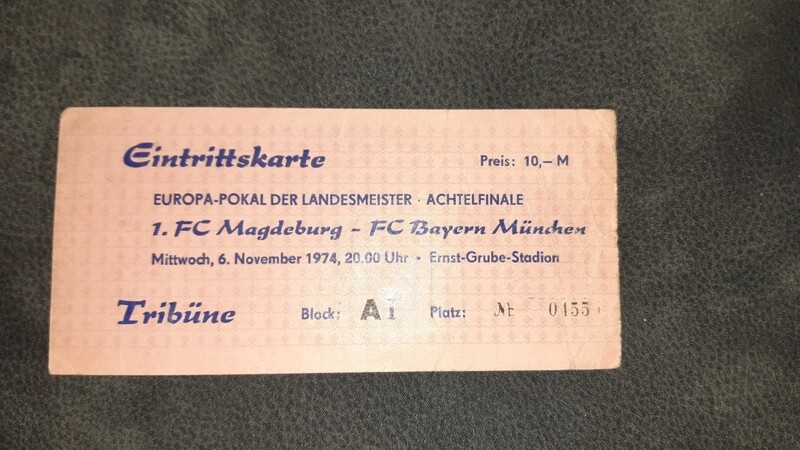 Eintrittskarte Preis: 10,– M
EUROPA-POKAL DER LANDESMEISTER · ACHTELFINALE
1. FC Magdeburg – FC Bayern München
Mittwoch, 6. November 1974, 20.00 Uhr · Ernst-Grube-Stadion
Tribüne Block: A 1 Platz: № 0455